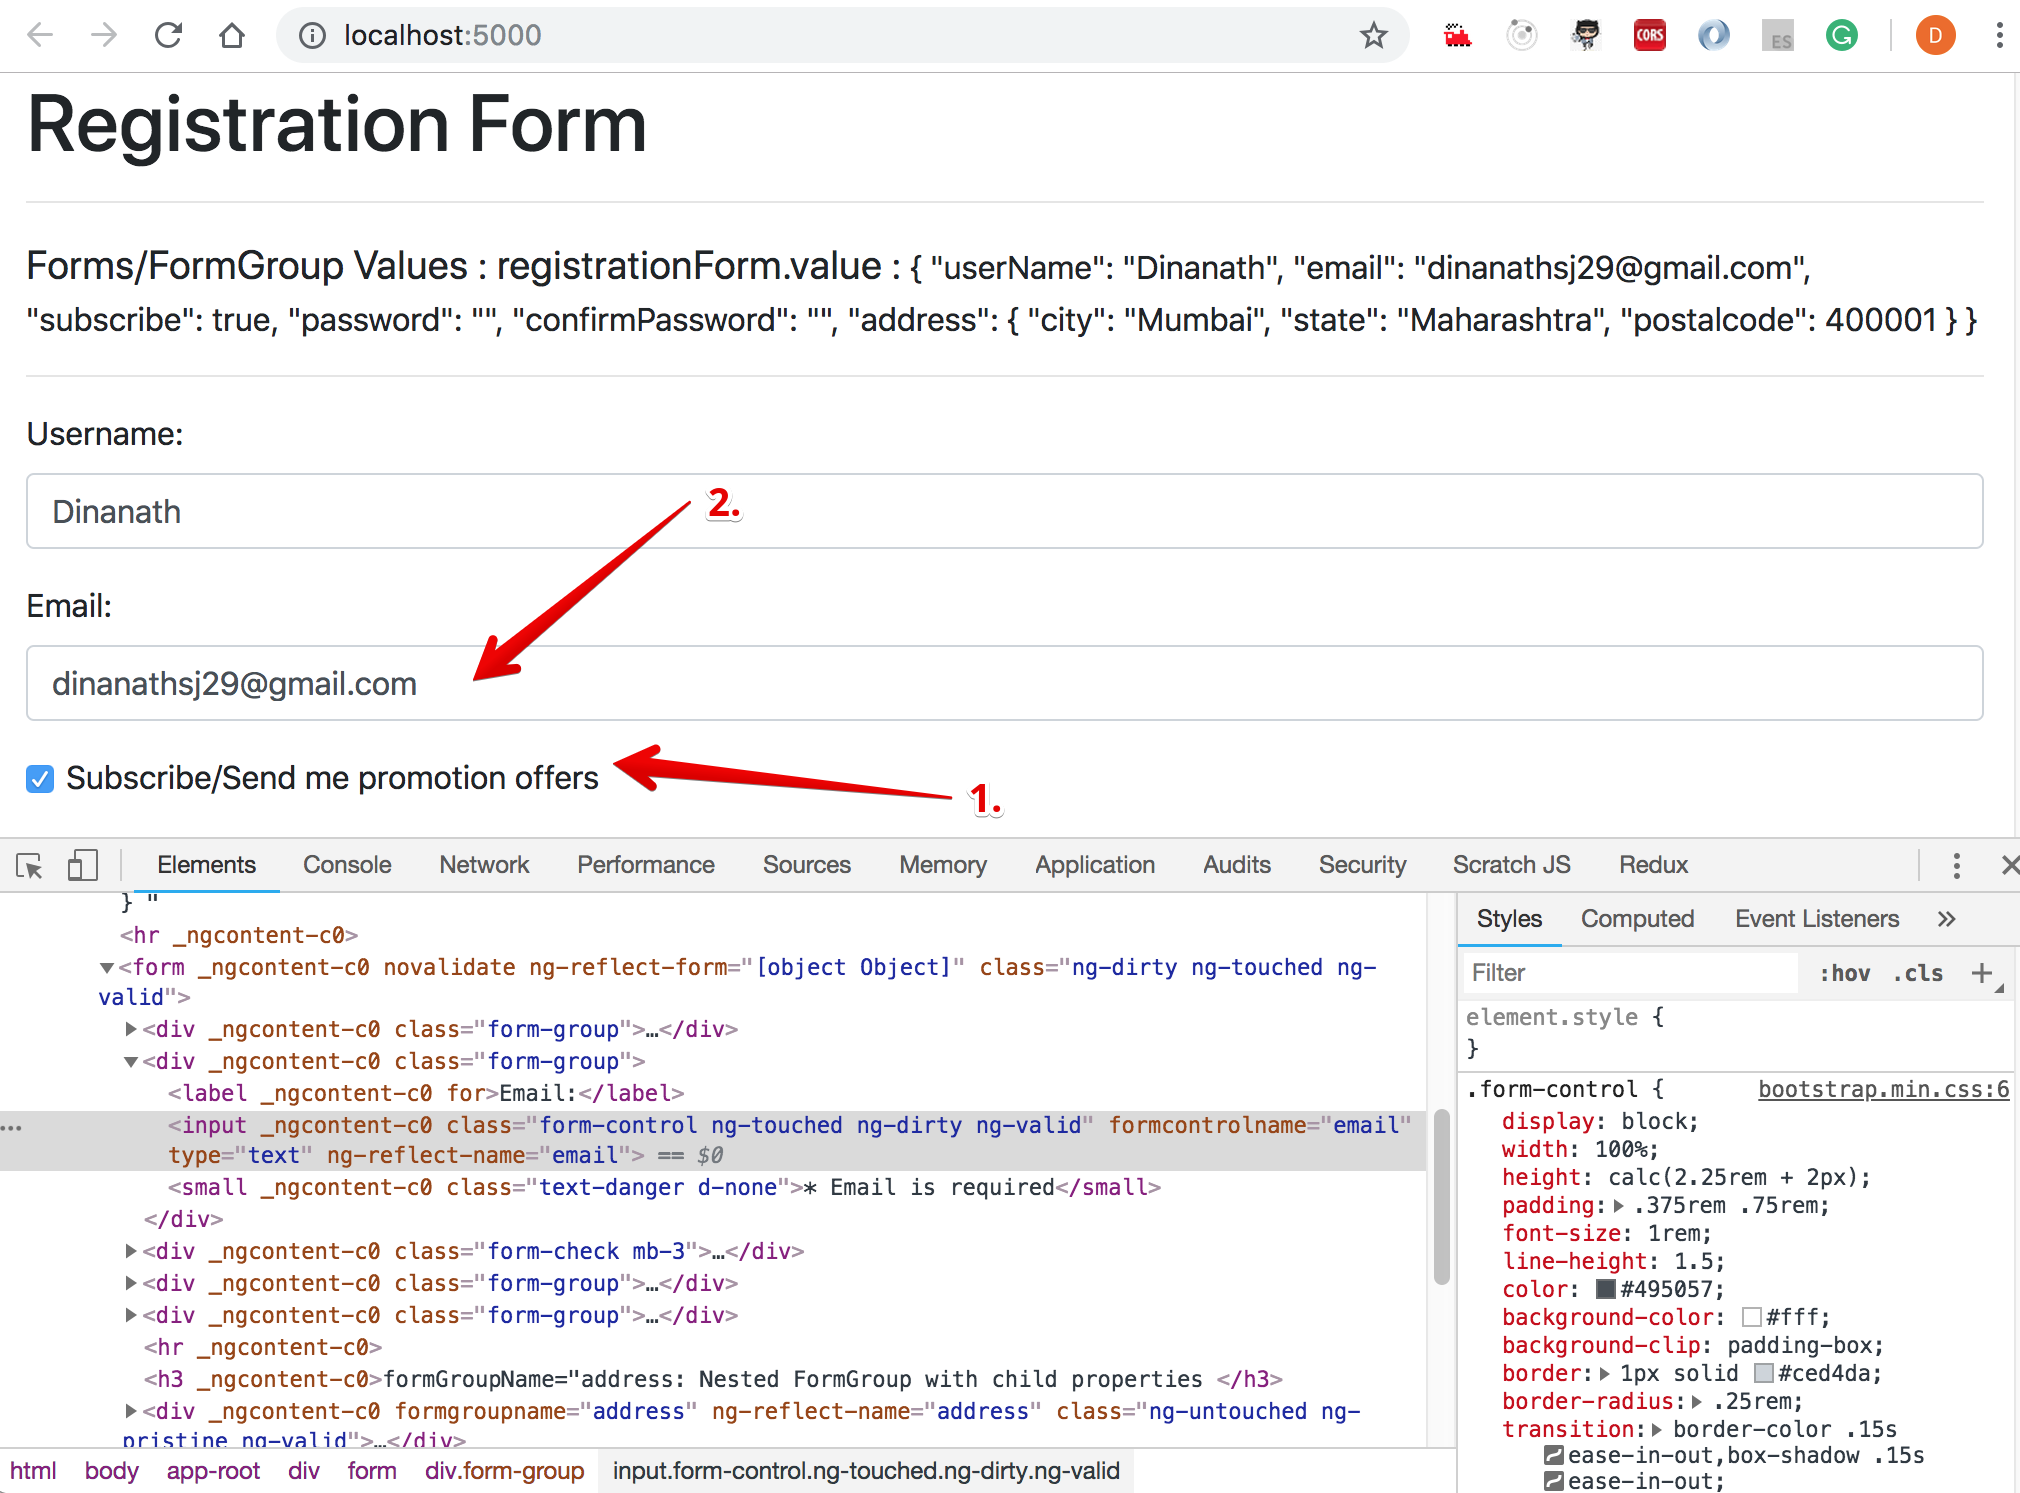 localhost:5000
CORS
ES
G
D
Registration Form
Forms/FormGroup Values : registrationForm.value : { "userName": "Dinanath", "email": "dinanathsj29@gmail.com",
"subscribe": true, "password": "", "confirmPassword": "", "address": { "city": "Mumbai", "state": "Maharashtra", "postalcode": 400001 } }
Username:
Dinanath
2.
Email:
dinanathsj29@gmail.com
Subscribe/Send me promotion offers
1.
Elements Console Network Performance Sources Memory Application Audits Security Scratch JS Redux
} "
<hr _ngcontent-c0>
▼<form _ngcontent-c0 novalidate ng-reflect-form="[object Object]" class="ng-dirty ng-touched ng-
valid">
▶<div _ngcontent-c0 class="form-group">…</div>
▼<div _ngcontent-c0 class="form-group">
<label _ngcontent-c0 for>Email:</label>
<input _ngcontent-c0 class="form-control ng-touched ng-dirty ng-valid" formcontrolname="email"
type="text" ng-reflect-name="email"> == $0
<small _ngcontent-c0 class="text-danger d-none">* Email is required</small>
</div>
▶<div _ngcontent-c0 class="form-check mb-3">…</div>
▶<div _ngcontent-c0 class="form-group">…</div>
▶<div _ngcontent-c0 class="form-group">…</div>
<hr _ngcontent-c0>
<h3 _ngcontent-c0>formGroupName="address: Nested FormGroup with child properties </h3>
▶<div _ngcontent-c0 formgroupname="address" ng-reflect-name="address" class="ng-untouched ng-
pristine ng-valid">…</div>
html body app-root div form div.form-group input.form-control.ng-touched.ng-dirty.ng-valid
Styles Computed Event Listeners »
Filter :hov .cls +
element.style {
}
.form-control { bootstrap.min.css:6
display: block;
width: 100%;
height: calc(2.25rem + 2px);
padding:▶ .375rem .75rem;
font-size: 1rem;
line-height: 1.5;
color: #495057;
background-color: #fff;
background-clip: padding-box;
border:▶ 1px solid #ced4da;
border-radius:▶ .25rem;
transition:▶ border-color .15s
ease-in-out,box-shadow .15s
ease-in-out;